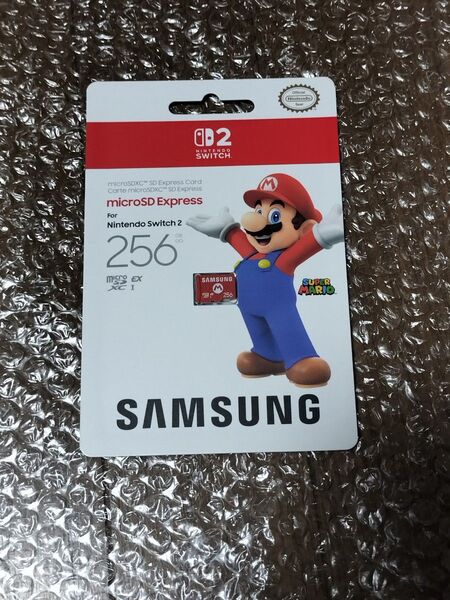 Official
Nintendo
Seal
2
NINTENDO
SWITCH
microSDXC™ SD Express Card
Carte microSDXC™ SD Express
microSD Express
For
Nintendo Switch 2
256 GB
GO
micro SD XC I EX
SAMSUNG
M
256
M
SUPER
MARIO
SAMSUNG